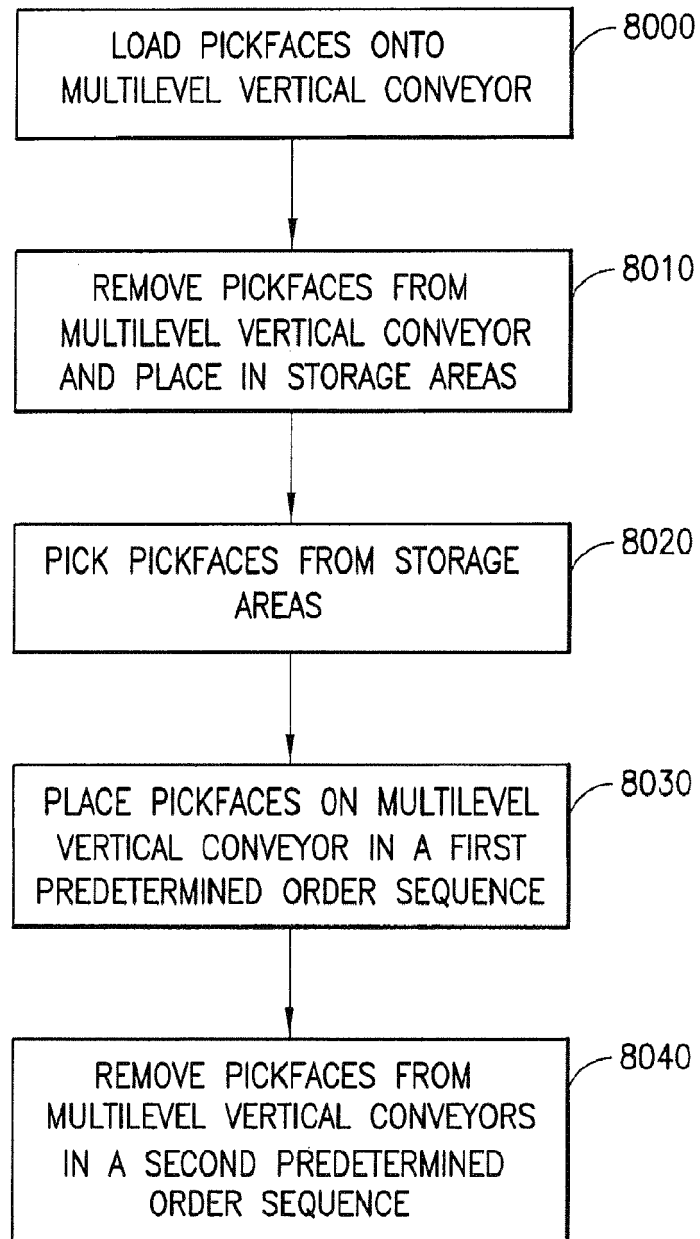 LOAD PICKFACES ONTO
MULTILEVEL VERTICAL CONVEYOR
8000
REMOVE PICKFACES FROM
MULTILEVEL VERTICAL CONVEYOR
AND PLACE IN STORAGE AREAS
8010
PICK PICKFACES FROM STORAGE
AREAS
8020
PLACE PICKFACES ON MULTILEVEL
VERTICAL CONVEYOR IN A FIRST
PREDETERMINED ORDER SEQUENCE
8030
REMOVE PICKFACES FROM
MULTILEVEL VERTICAL CONVEYORS
IN A SECOND PREDETERMINED
ORDER SEQUENCE
8040